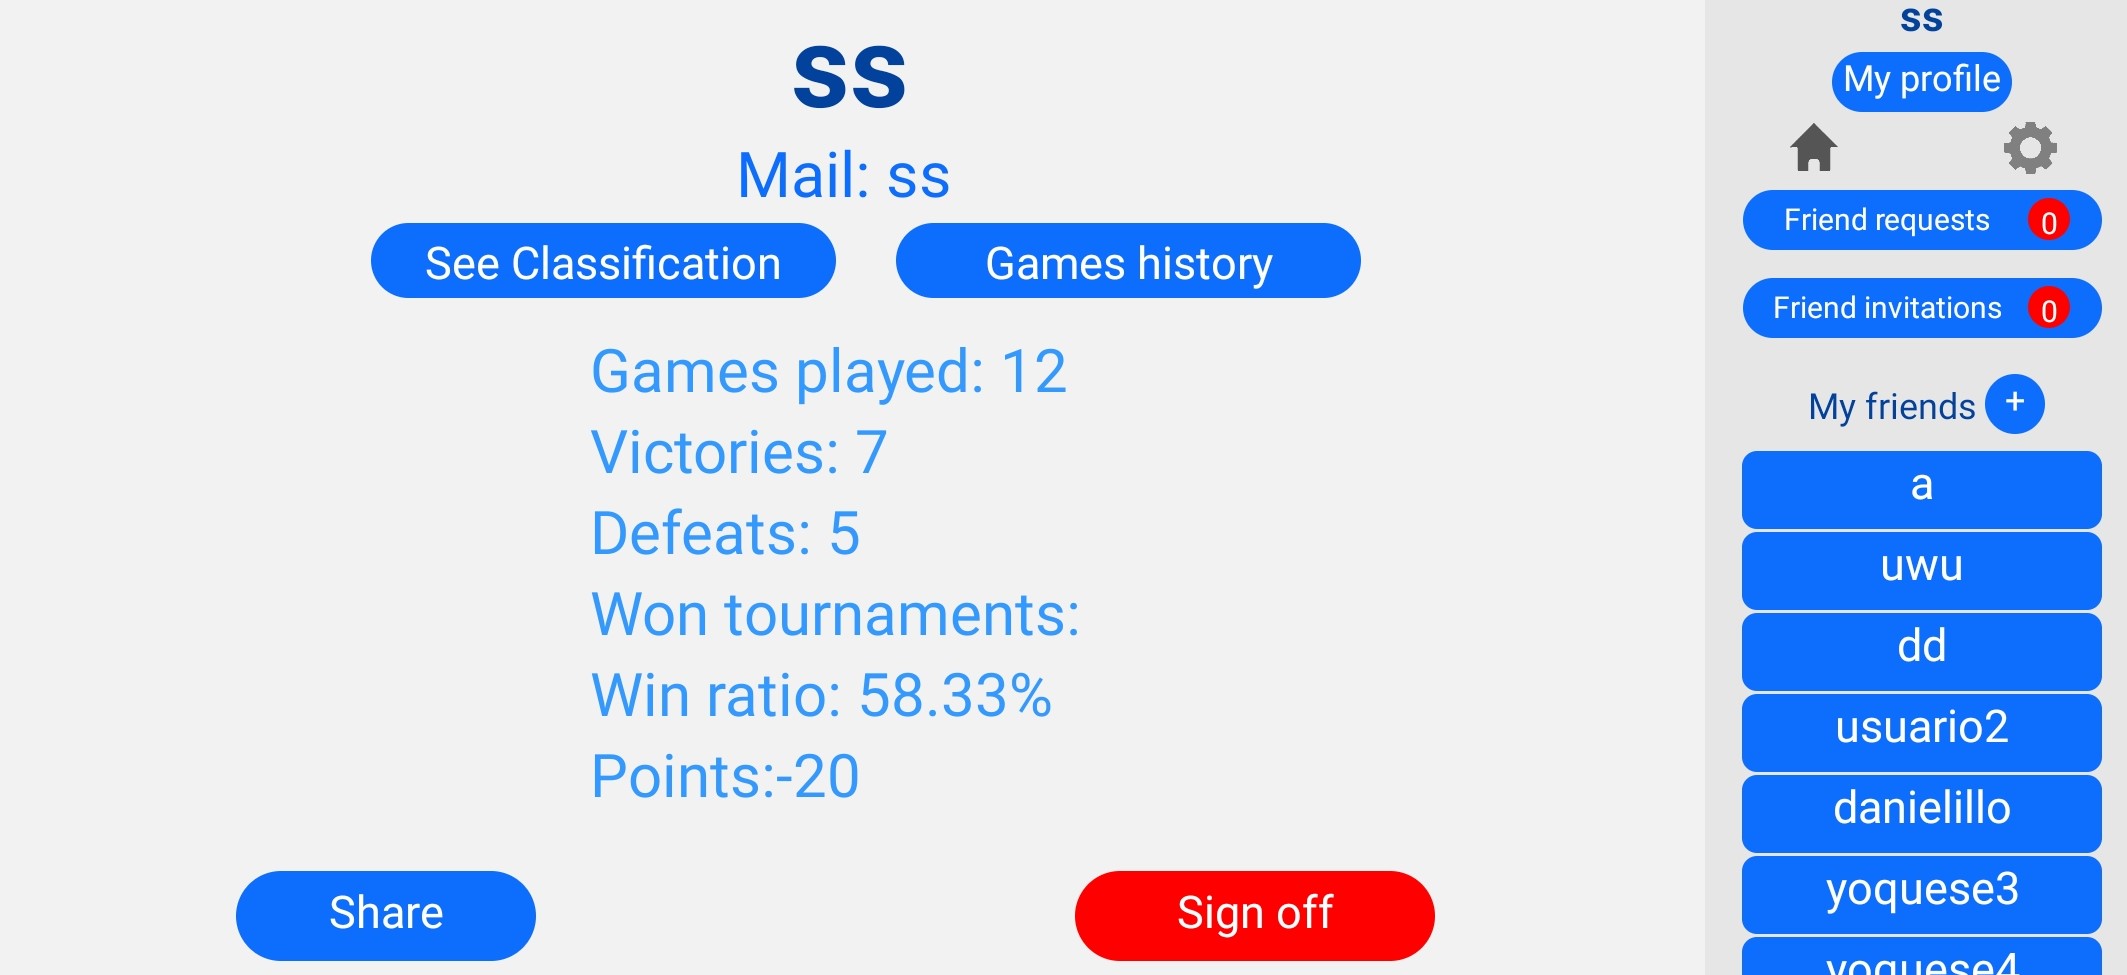 ss
Mail: ss
See Classification
Games history
Games played: 12
Victories: 7
Defeats: 5
Won tournaments:
Win ratio: 58.33%
Points:-20
Share
Sign off
ss
My profile
Friend requests 0
Friend invitations 0
My friends +
a
uwu
dd
usuario2
danielillo
yoquese3
yoquese4